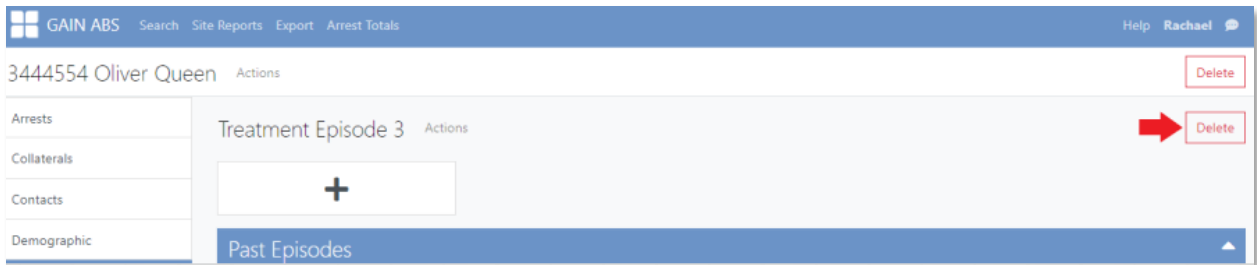 GAIN ABS Search Site Reports Export Arrest Totals Help Rachael
3444554 Oliver Queen Actions Delete
Arrests
Treatment Episode 3 Actions Delete
Collaterals
Contacts
Demographic
Past Episodes